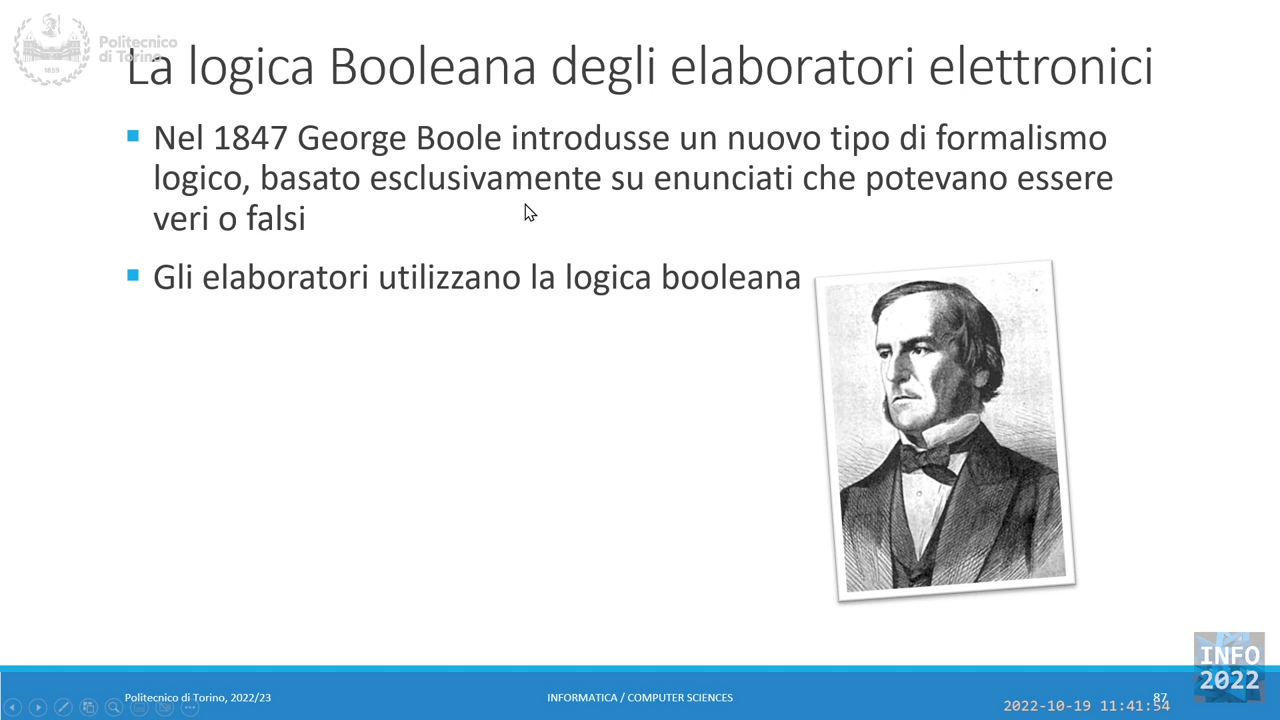 Politecnico
di Torino
1859
La logica Booleana degli elaboratori elettronici
Nel 1847 George Boole introdusse un nuovo tipo di formalismo
logico, basato esclusivamente su enunciati che potevano essere
veri o falsi
Gli elaboratori utilizzano la logica booleana
Politecnico di Torino, 2022/23
INFORMATICA / COMPUTER SCIENCES
87
2022-10-19 11:41:54
INFO
2022